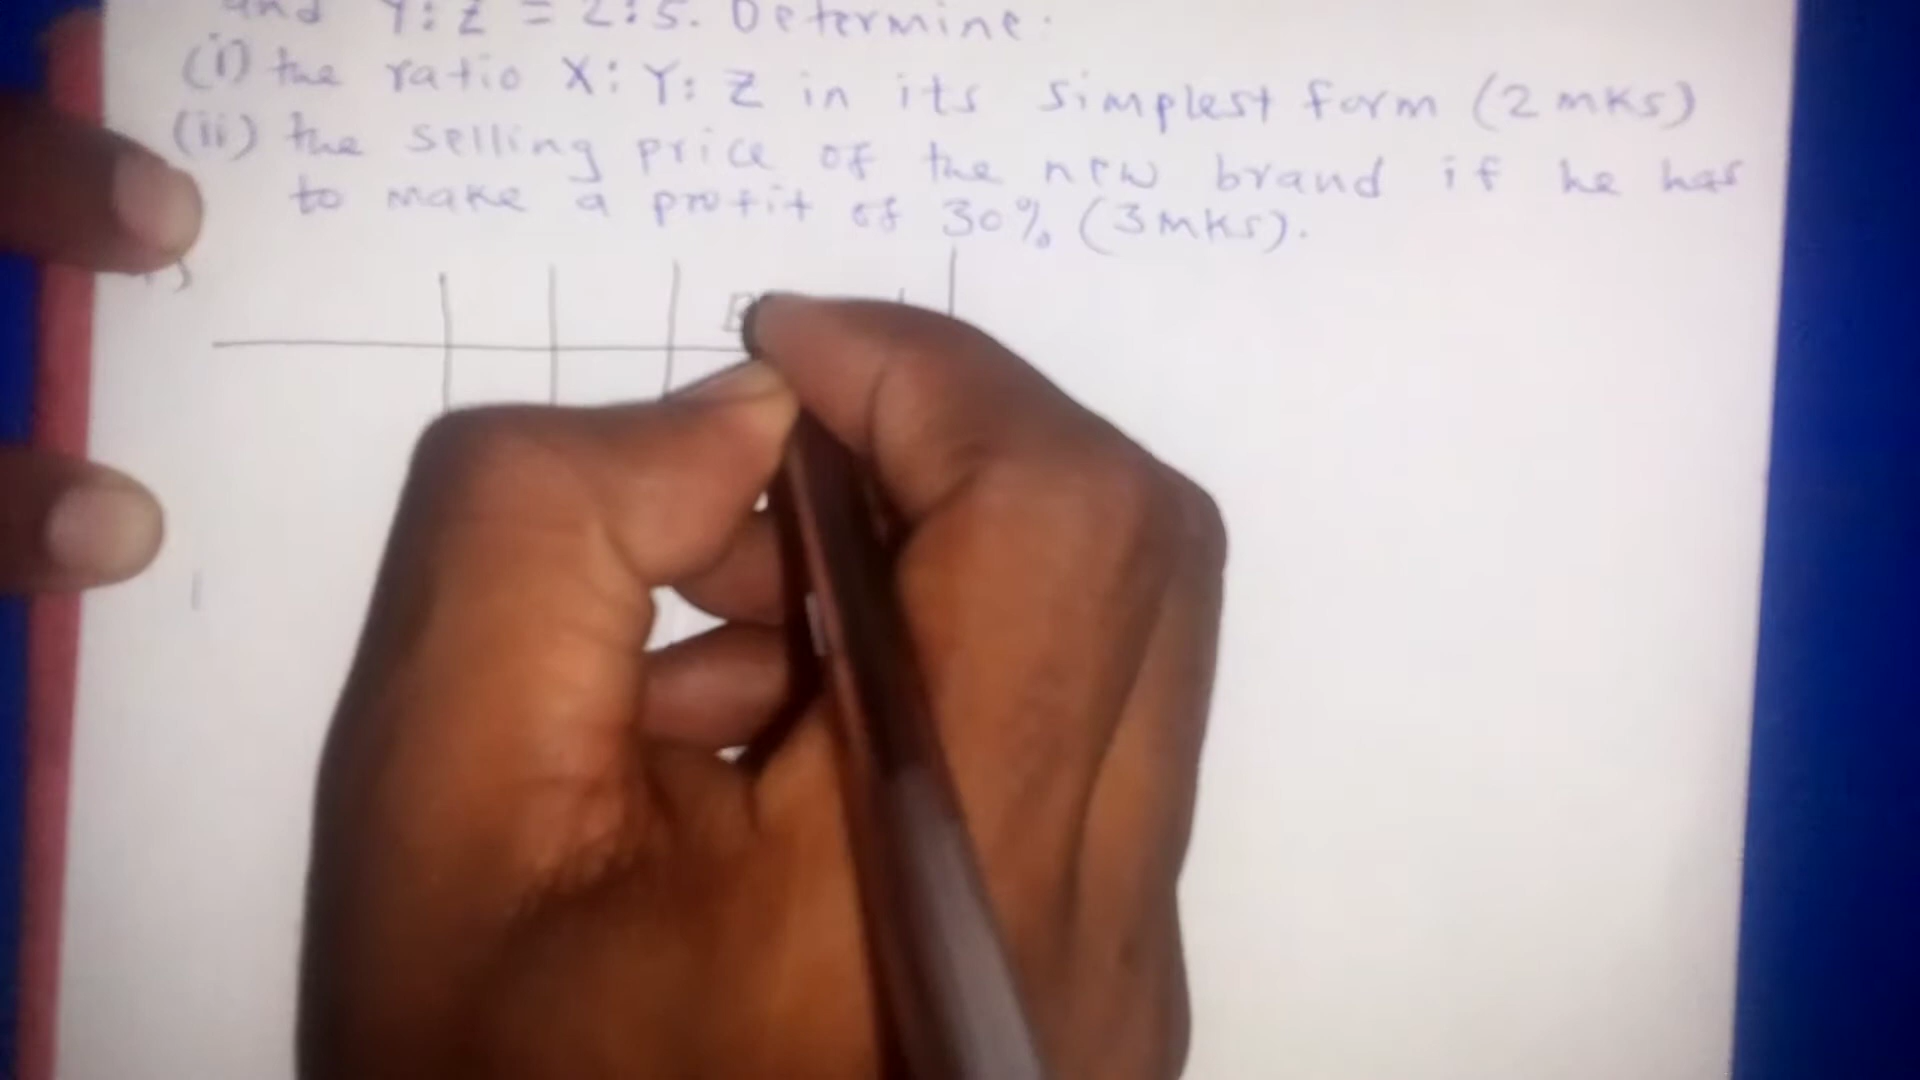 and Y:Z = 2:5. Determine.
(i) the ratio X:Y:Z in its simplest form (2mks)
(ii) the selling price of the new brand if he has
to make a profit of 30% (3mks).